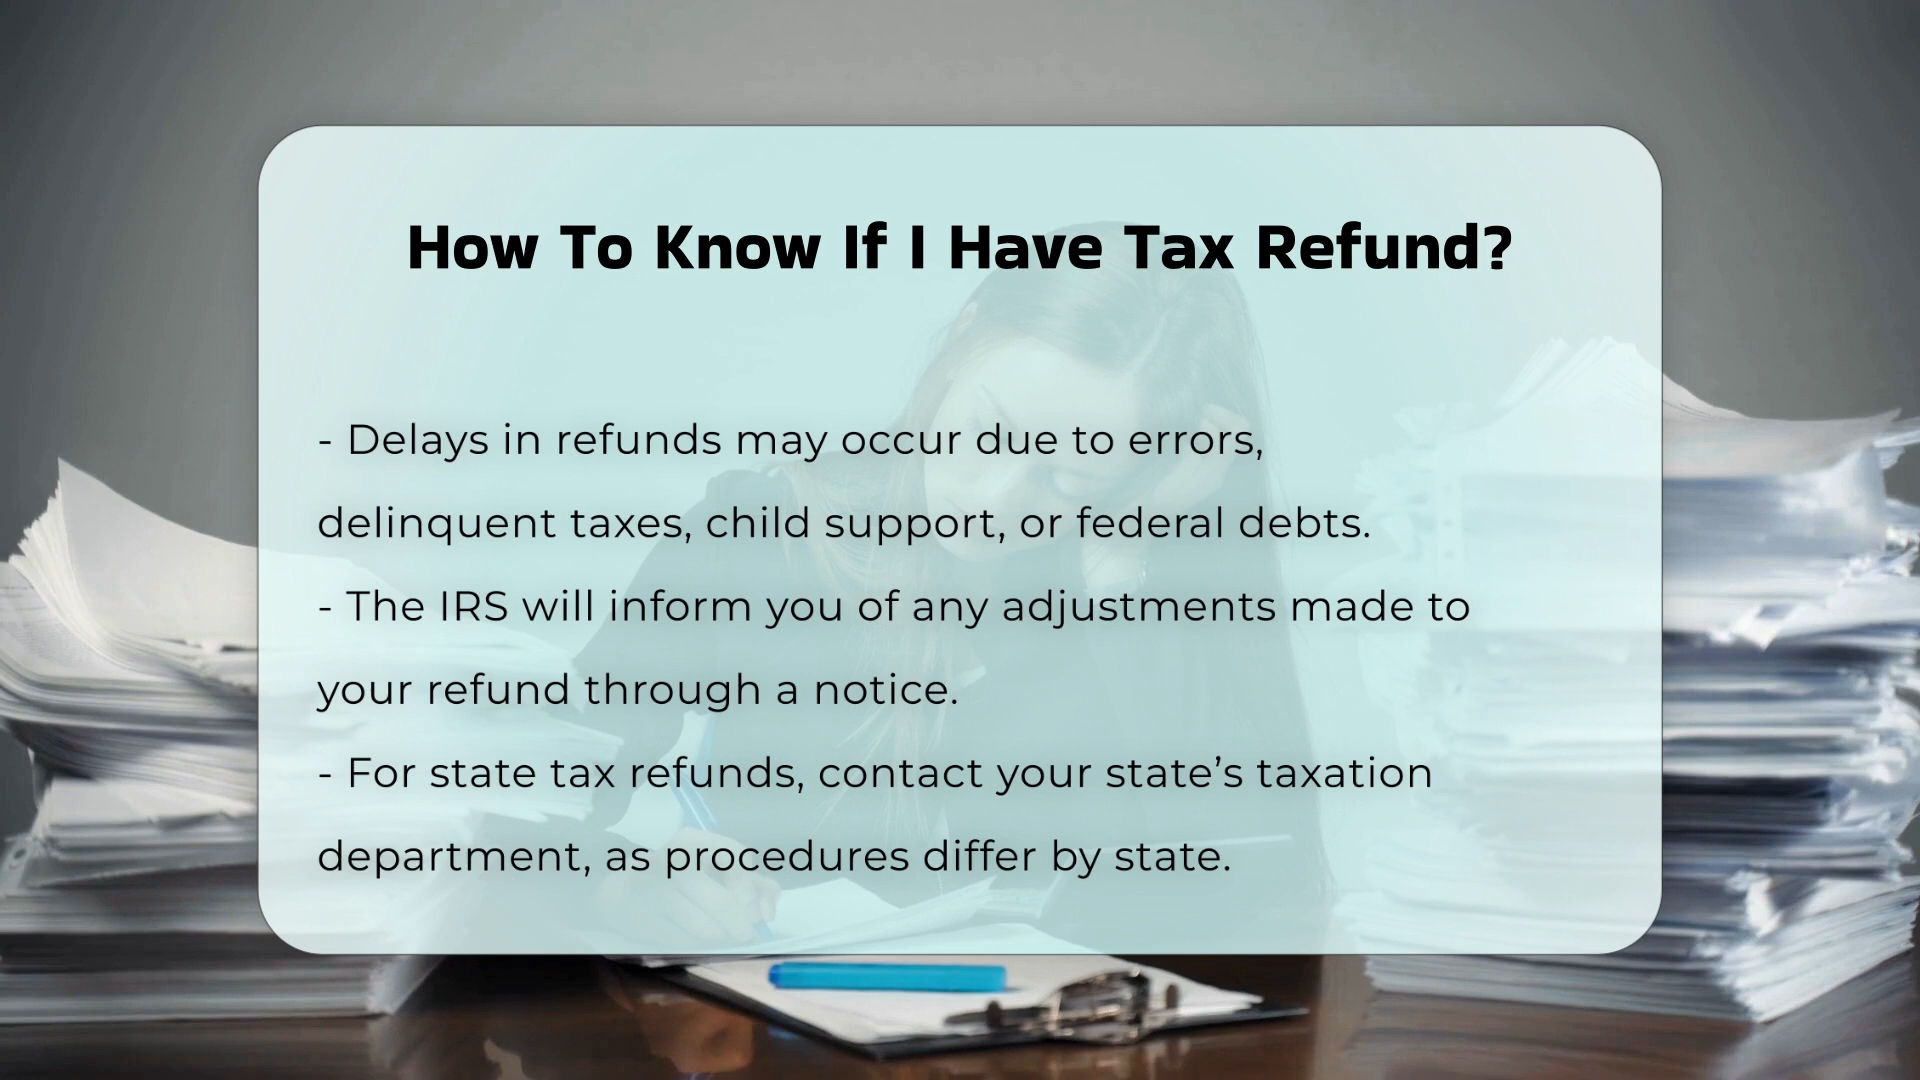 How To Know If I Have Tax Refund?
- Delays in refunds may occur due to errors,
delinquent taxes, child support, or federal debts.
- The IRS will inform you of any adjustments made to
your refund through a notice.
- For state tax refunds, contact your state’s taxation
department, as procedures differ by state.